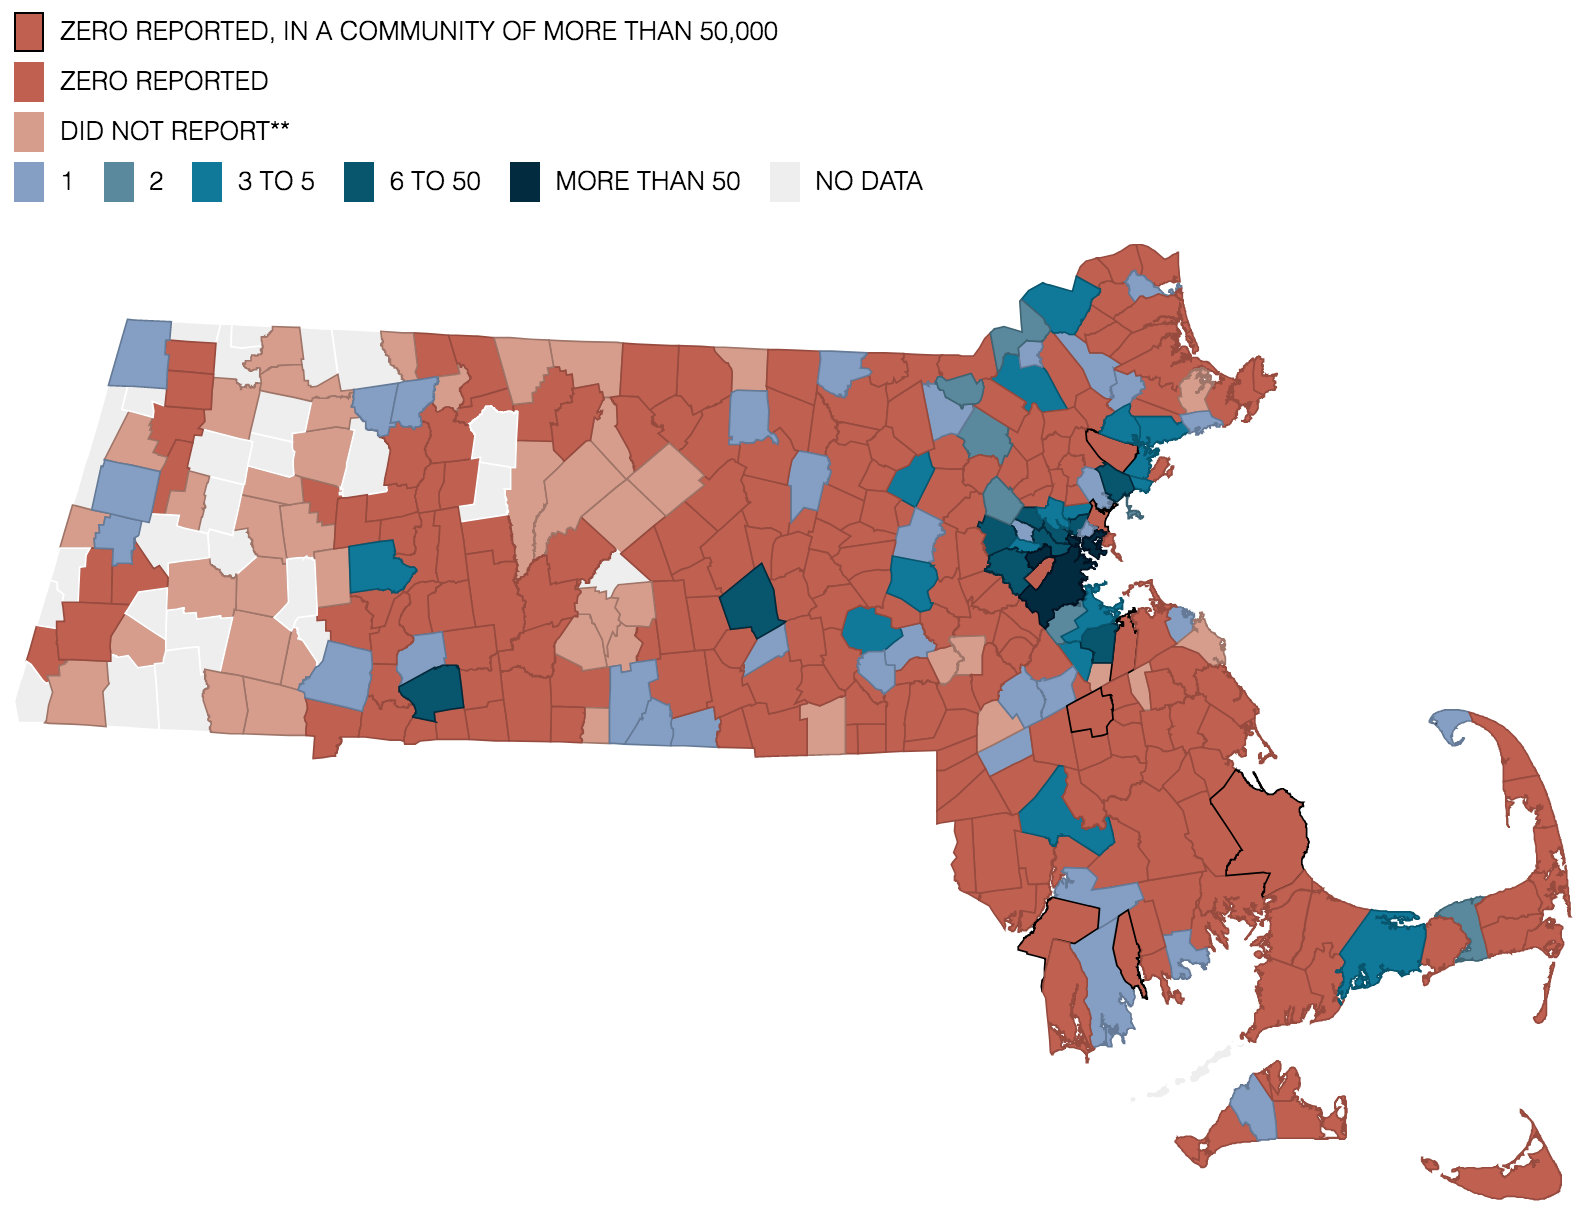 ZERO REPORTED, IN A COMMUNITY OF MORE THAN 50,000
ZERO REPORTED
DID NOT REPORT**
1 2 3 TO 5 6 TO 50 MORE THAN 50 NO DATA